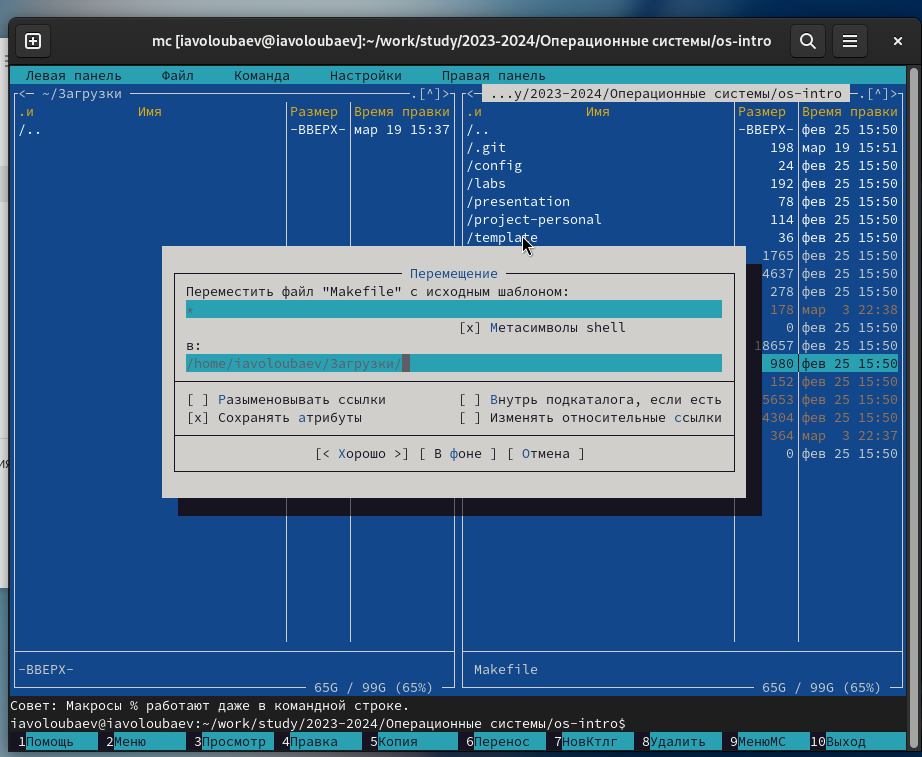 mc [iavoloubaev@iavoloubaev]:~/work/study/2023-2024/Операционные системы/os-intro
Левая панель Файл Команда Настройки Правая панель
<— ~/Загрузки .[^]>
.и Имя Размер Время правки
/.. -ВВЕРХ- мар 19 15:37
<— ...y/2023-2024/Операционные системы/os-intro —.[^]>
.и Имя Размер Время правки
/.. -ВВЕРХ- фев 25 15:50
/.git 198 мар 19 15:51
/config 24 фев 25 15:50
/labs 192 фев 25 15:50
/presentation 78 фев 25 15:50
/project-personal 114 фев 25 15:50
/template 36 фев 25 15:50
1765 фев 25 15:50
4637 фев 25 15:50
278 фев 25 15:50
178 мар 3 22:38
0 фев 25 15:50
18657 фев 25 15:50
980 фев 25 15:50
152 фев 25 15:50
5653 фев 25 15:50
4304 фев 25 15:50
364 мар 3 22:37
0 фев 25 15:50
Перемещение
Переместить файл "Makefile" с исходным шаблоном:
*
[x] Метасимволы shell
в:
/home/iavoloubaev/Загрузки/
[ ] Разыменовывать ссылки [ ] Внутрь подкаталога, если есть
[x] Сохранять атрибуты [ ] Изменять относительные ссылки
[< Хорошо >] [ В фоне ] [ Отмена ]
-ВВЕРХ-
65G / 99G (65%)
Makefile
65G / 99G (65%)
Совет: Макросы % работают даже в командной строке.
iavoloubaev@iavoloubaev:~/work/study/2023-2024/Операционные системы/os-intro$
1Помощь 2Меню 3Просмотр 4Правка 5Копия 6Перенос 7НовКтлг 8Удалить 9МенюMC 10Выход